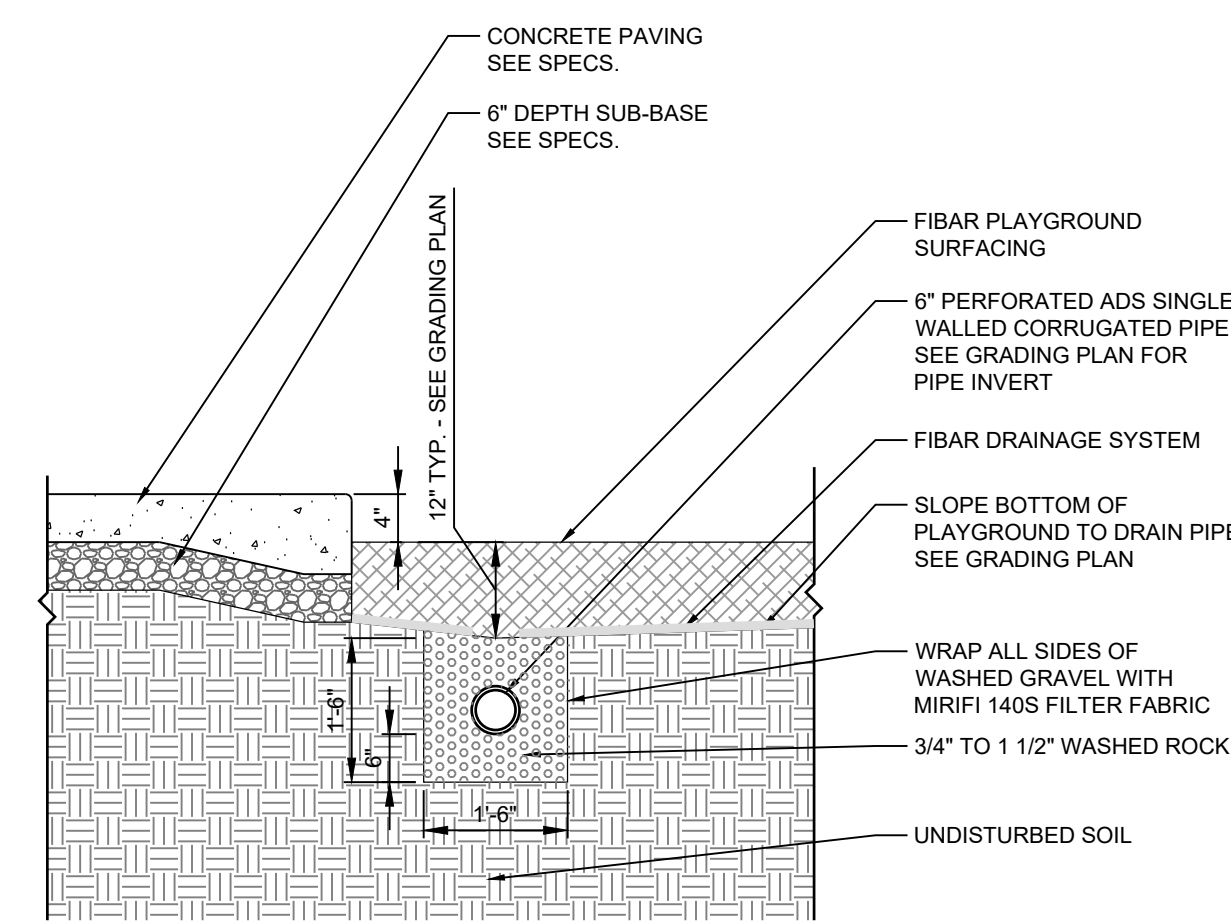 CONCRETE PAVING
SEE SPECS.
6" DEPTH SUB-BASE
SEE SPECS.
12" TYP. - SEE GRADING PLAN
FIBAR PLAYGROUND
SURFACING
6" PERFORATED ADS SINGLE
WALLED CORRUGATED PIPE
SEE GRADING PLAN FOR
PIPE INVERT
FIBAR DRAINAGE SYSTEM
4"
SLOPE BOTTOM OF
PLAYGROUND TO DRAIN PIPE
SEE GRADING PLAN
WRAP ALL SIDES OF
WASHED GRAVEL WITH
MIRIFI 140S FILTER FABRIC
1'-6"
6"
3/4" TO 1 1/2" WASHED ROCK
1'-6"
UNDISTURBED SOIL